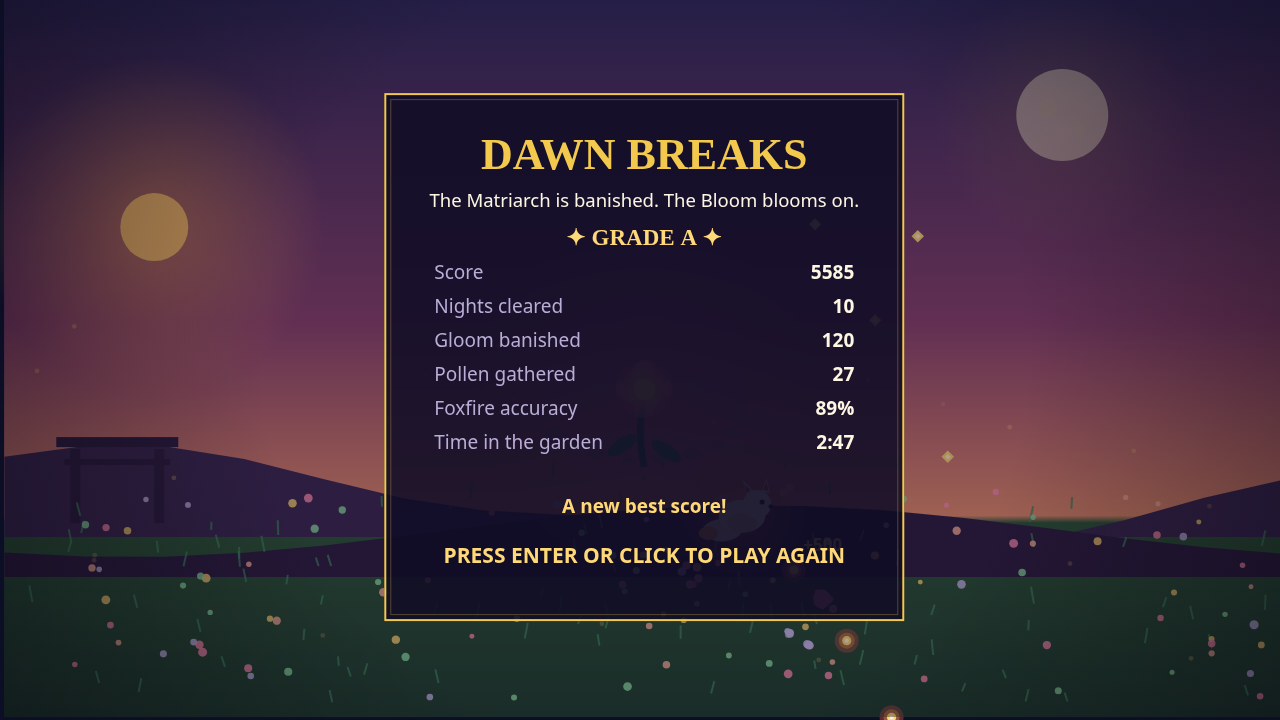 DAWN BREAKS
The Matriarch is banished. The Bloom blooms on.
✦ GRADE A ✦
Score 5585
Nights cleared 10
Gloom banished 120
Pollen gathered 27
Foxfire accuracy 89%
Time in the garden 2:47
A new best score!
+500
PRESS ENTER OR CLICK TO PLAY AGAIN